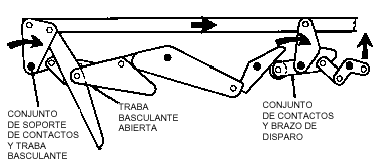 CONJUNTO
DE SOPORTE
DE CONTACTOS
Y TRABA
BASCULANTE
TRABA
BASCULANTE
ABIERTA
CONJUNTO
DE CONTACTOS
Y BRAZO DE
DISPARO